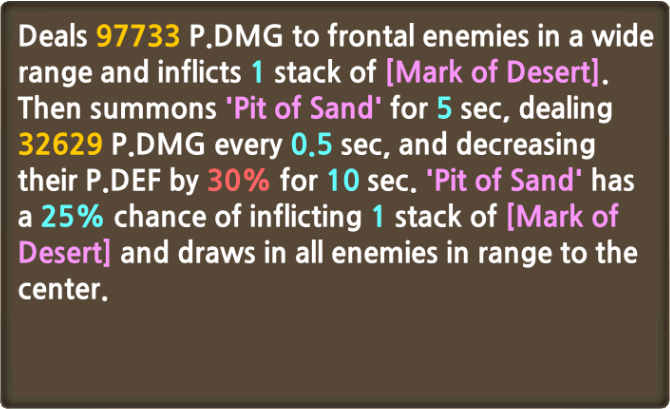 Deals 97733 P.DMG to frontal enemies in a wide
range and inflicts 1 stack of [Mark of Desert].
Then summons 'Pit of Sand' for 5 sec, dealing
32629 P.DMG every 0.5 sec, and decreasing
their P.DEF by 30% for 10 sec. 'Pit of Sand' has
a 25% chance of inflicting 1 stack of [Mark of
Desert] and draws in all enemies in range to the
center.